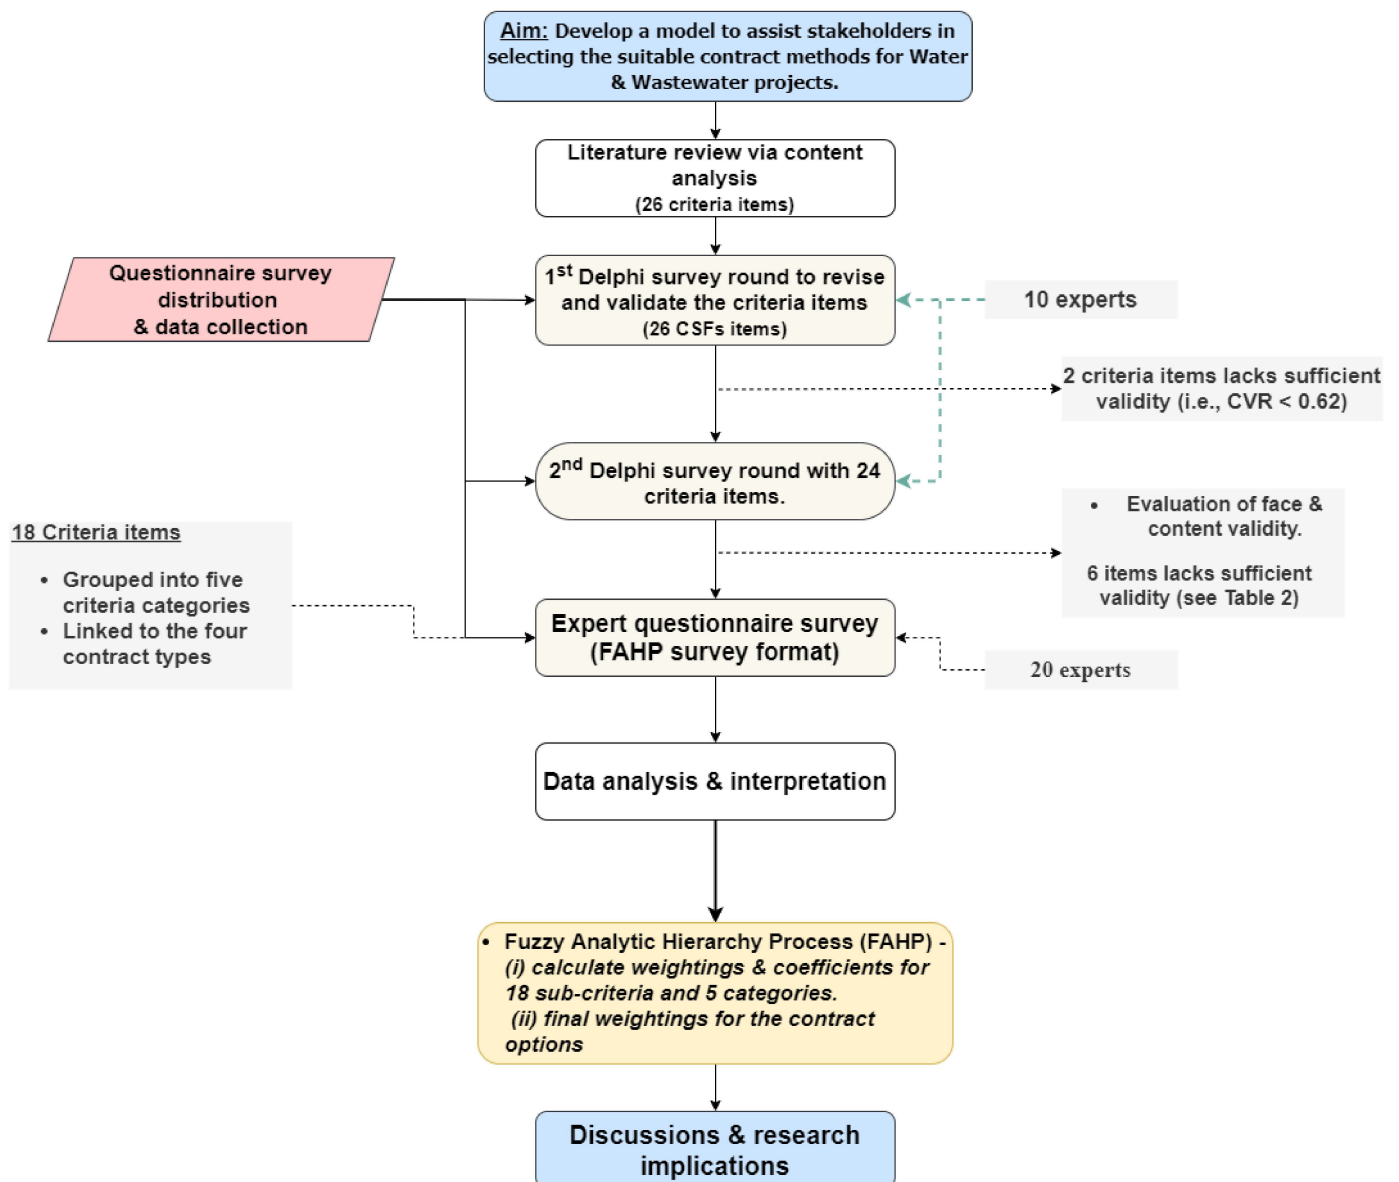 Aim: Develop a model to assist stakeholders in
selecting the suitable contract methods for Water
& Wastewater projects.
Literature review via content
analysis
(26 criteria items)
Questionnaire survey
distribution
& data collection
1st Delphi survey round to revise
and validate the criteria items
(26 CSFs items)
10 experts
2 criteria items lacks sufficient
validity (i.e., CVR < 0.62)
2nd Delphi survey round with 24
criteria items.
• Evaluation of face &
content validity.
6 items lacks sufficient
validity (see Table 2)
18 Criteria items
• Grouped into five
criteria categories
• Linked to the four
contract types
Expert questionnaire survey
(FAHP survey format)
20 experts
Data analysis & interpretation
• Fuzzy Analytic Hierarchy Process (FAHP) -
(i) calculate weightings & coefficients for
18 sub-criteria and 5 categories.
(ii) final weightings for the contract
options
Discussions & research
implications